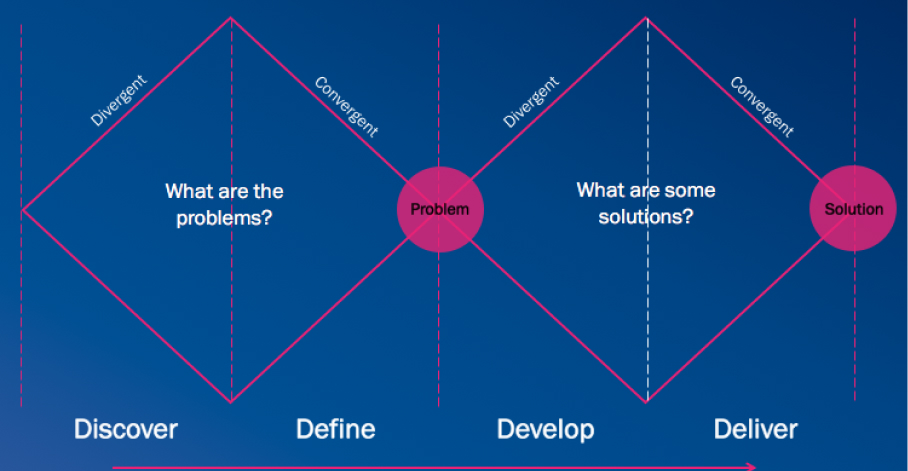 Divergent
Convergent
Divergent
Convergent
What are the
problems?
Problem
What are some
solutions?
Solution
Discover
Define
Develop
Deliver